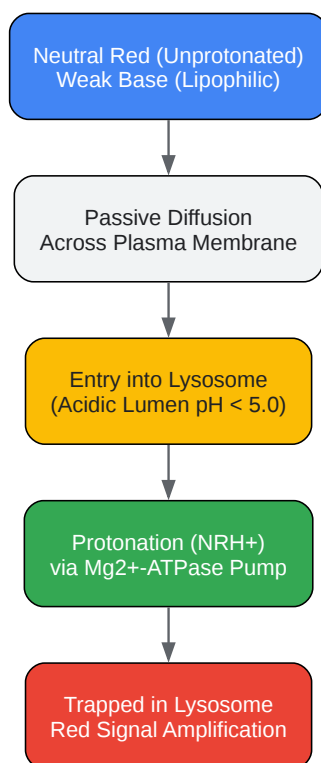 Neutral Red (Unprotonated)
Weak Base (Lipophilic)
Passive Diffusion
Across Plasma Membrane
Entry into Lysosome
(Acidic Lumen pH < 5.0)
Protonation (NRH+)
via Mg2+-ATPase Pump
Trapped in Lysosome
Red Signal Amplification